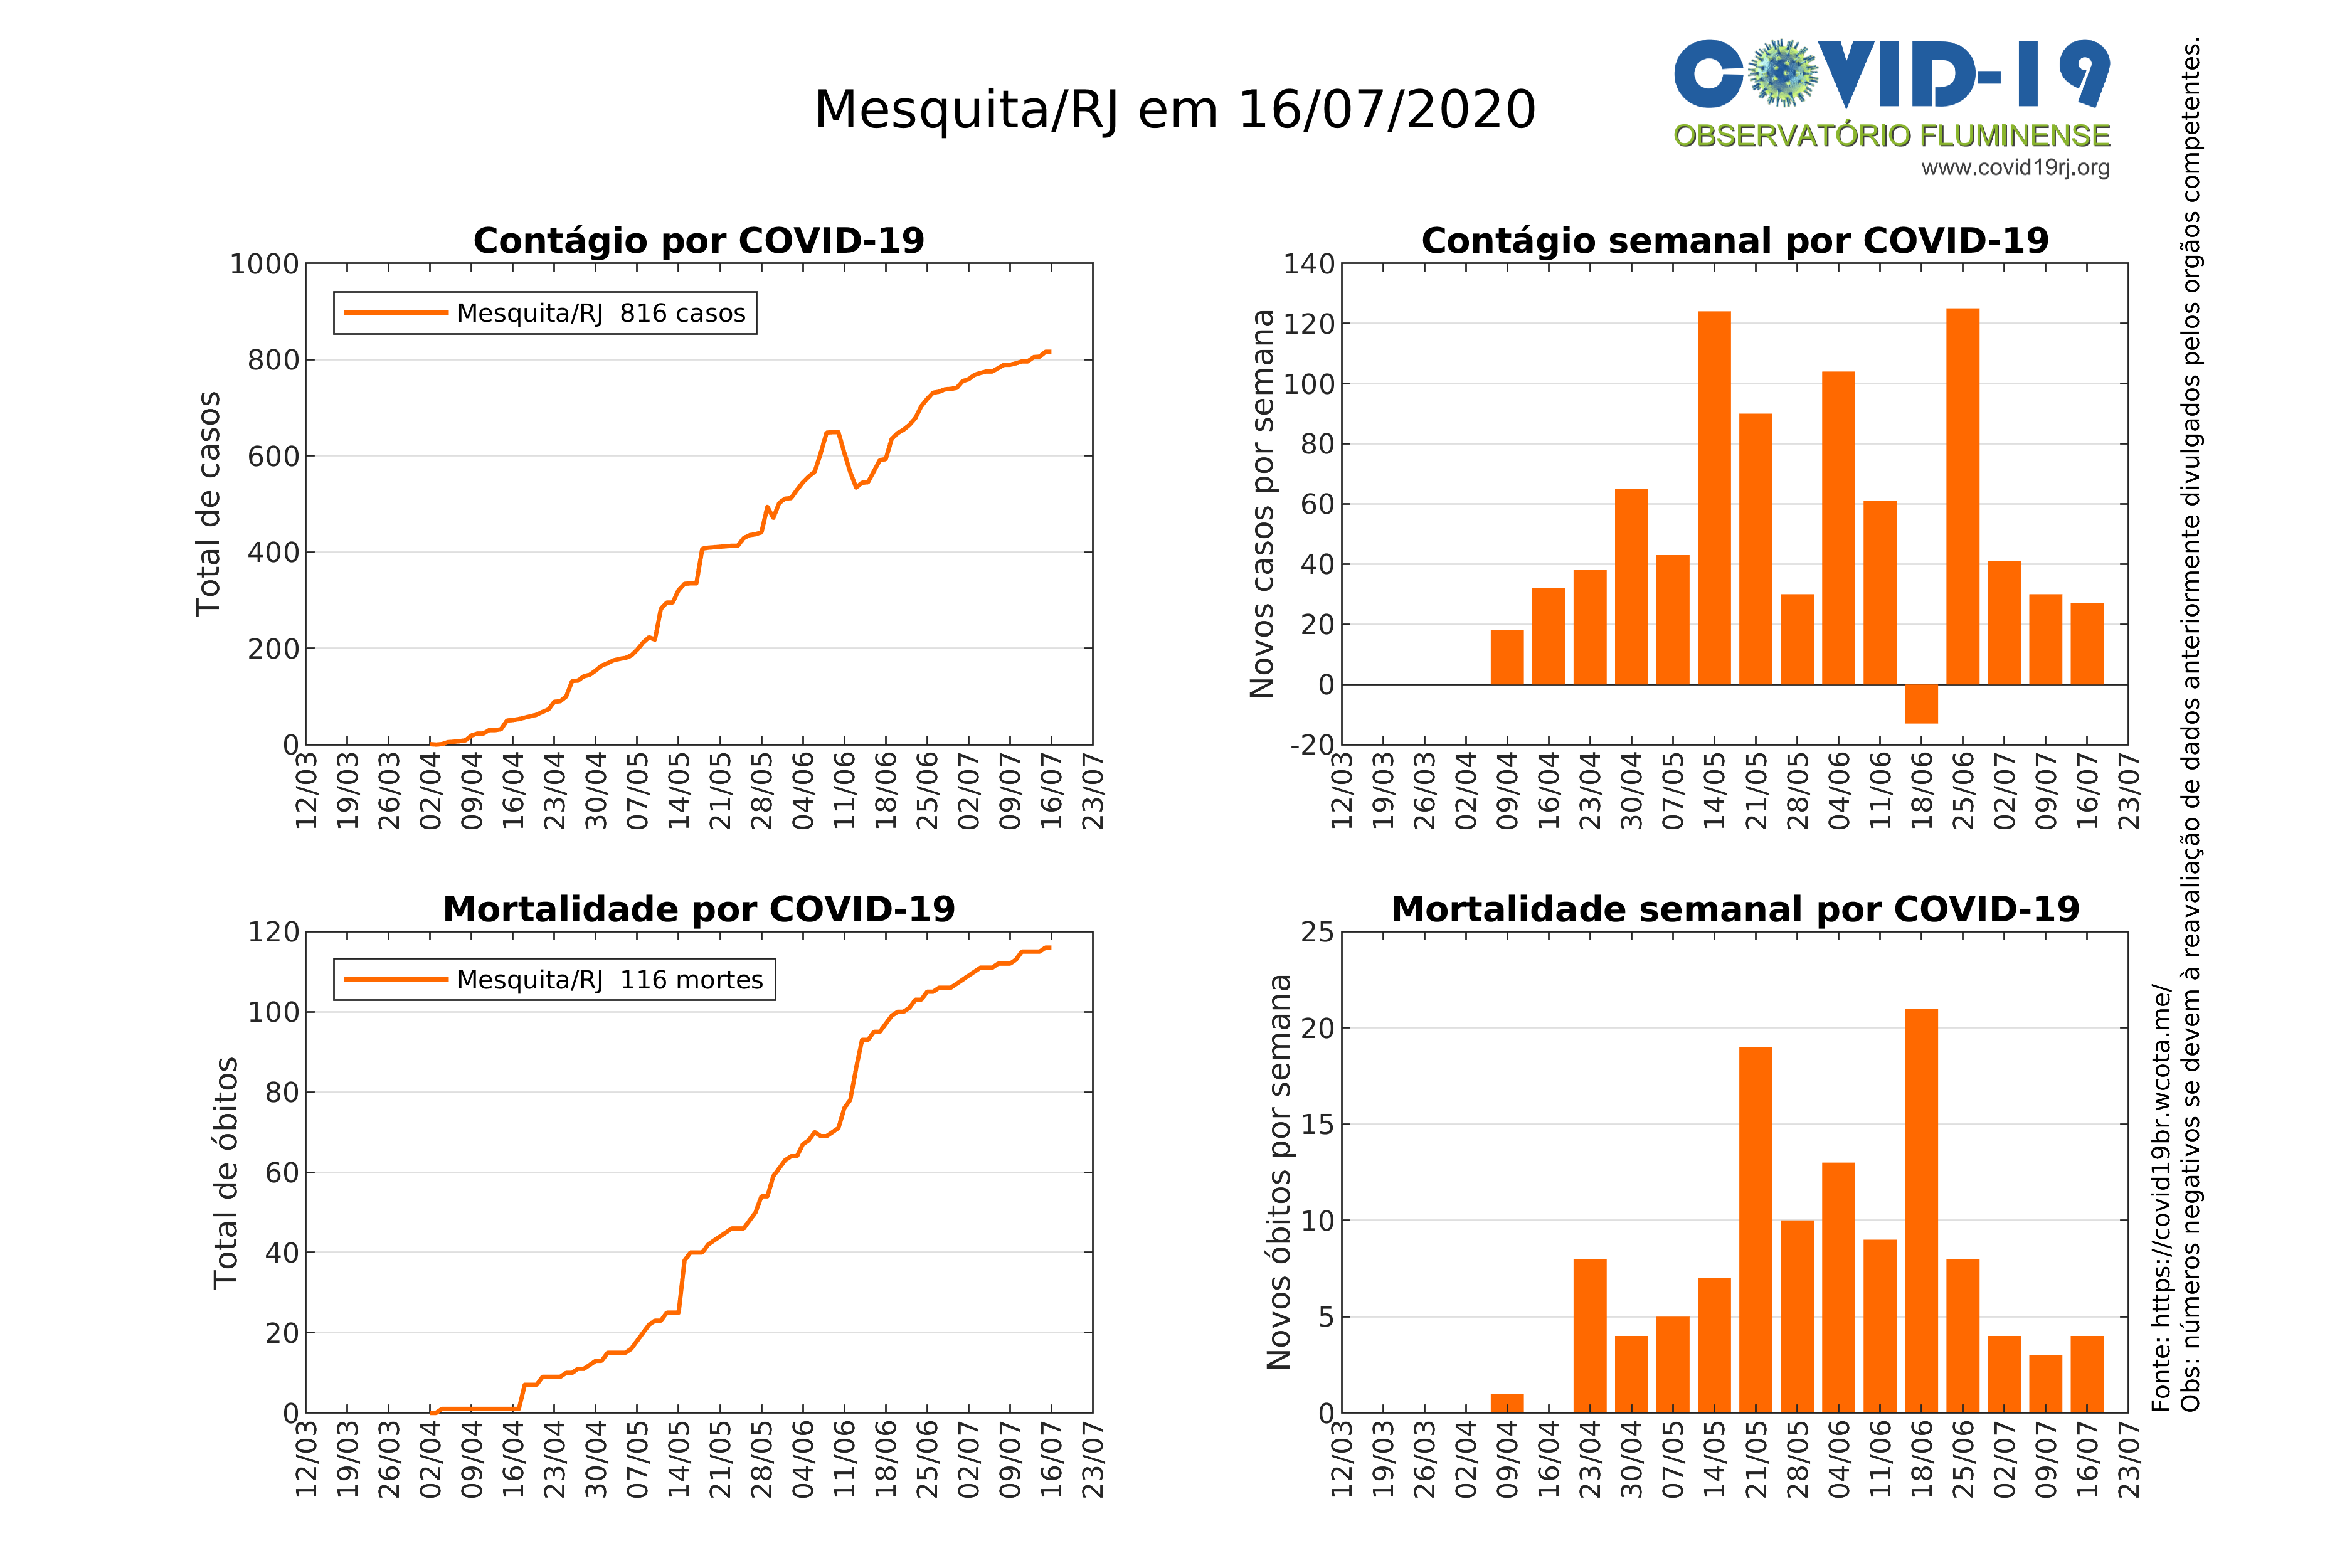 Mesquita/RJ em 16/07/2020
COVID-19
OBSERVATÓRIO FLUMINENSE
www.covid19rj.org
Contágio por COVID-19
Total de casos
1000
800
600
400
200
0
Mesquita/RJ 816 casos
12/03 19/03 26/03 02/04 09/04 16/04 23/04 30/04 07/05 14/05 21/05 28/05 04/06 11/06 18/06 25/06 02/07 09/07 16/07 23/07
Contágio semanal por COVID-19
Novos casos por semana
140
120
100
80
60
40
20
0
-20
12/03 19/03 26/03 02/04 09/04 16/04 23/04 30/04 07/05 14/05 21/05 28/05 04/06 11/06 18/06 25/06 02/07 09/07 16/07 23/07
Mortalidade por COVID-19
Total de óbitos
120
100
80
60
40
20
0
Mesquita/RJ 116 mortes
12/03 19/03 26/03 02/04 09/04 16/04 23/04 30/04 07/05 14/05 21/05 28/05 04/06 11/06 18/06 25/06 02/07 09/07 16/07 23/07
Mortalidade semanal por COVID-19
Novos óbitos por semana
25
20
15
10
5
0
12/03 19/03 26/03 02/04 09/04 16/04 23/04 30/04 07/05 14/05 21/05 28/05 04/06 11/06 18/06 25/06 02/07 09/07 16/07 23/07
Fonte: https://covid19br.wcota.me/
Obs: números negativos se devem à reavaliação de dados anteriormente divulgados pelos orgãos competentes.